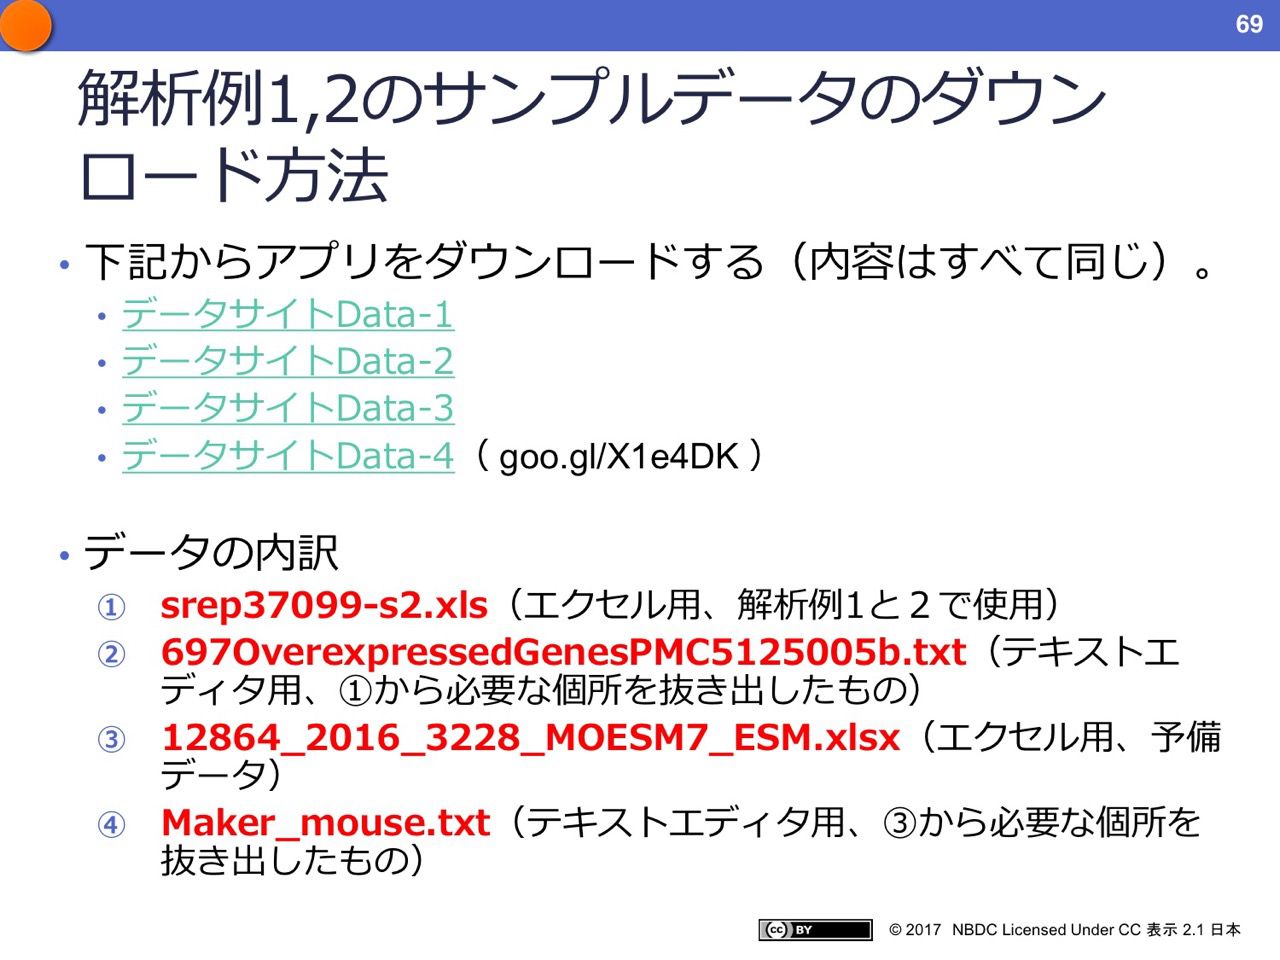 69
解析例1,2のサンプルデータのダウン
ロード方法
• 下記からアプリをダウンロードする（内容はすべて同じ）。
• データサイトData-1
• データサイトData-2
• データサイトData-3
• データサイトData-4（ goo.gl/X1e4DK ）
• データの内訳
① srep37099-s2.xls（エクセル用、解析例1と２で使用）
② 697OverexpressedGenesPMC5125005b.txt（テキストエ
ディタ用、①から必要な個所を抜き出したもの）
③ 12864_2016_3228_MOESM7_ESM.xlsx（エクセル用、予備
データ）
④ Maker_mouse.txt（テキストエディタ用、③から必要な個所を
抜き出したもの）
cc BY © 2017 NBDC Licensed Under CC 表示 2.1 日本